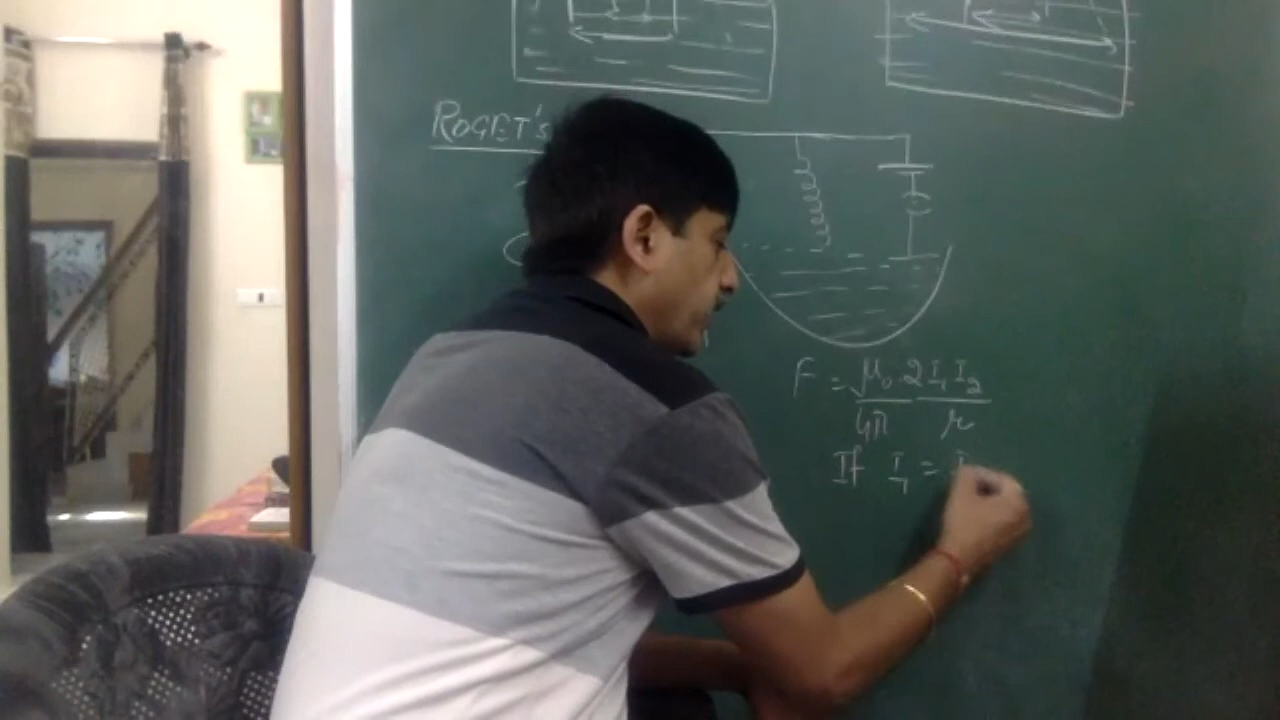 ROGET'S
F = μ₀ 2 I₁ I₂
4π r
If I₁ = I